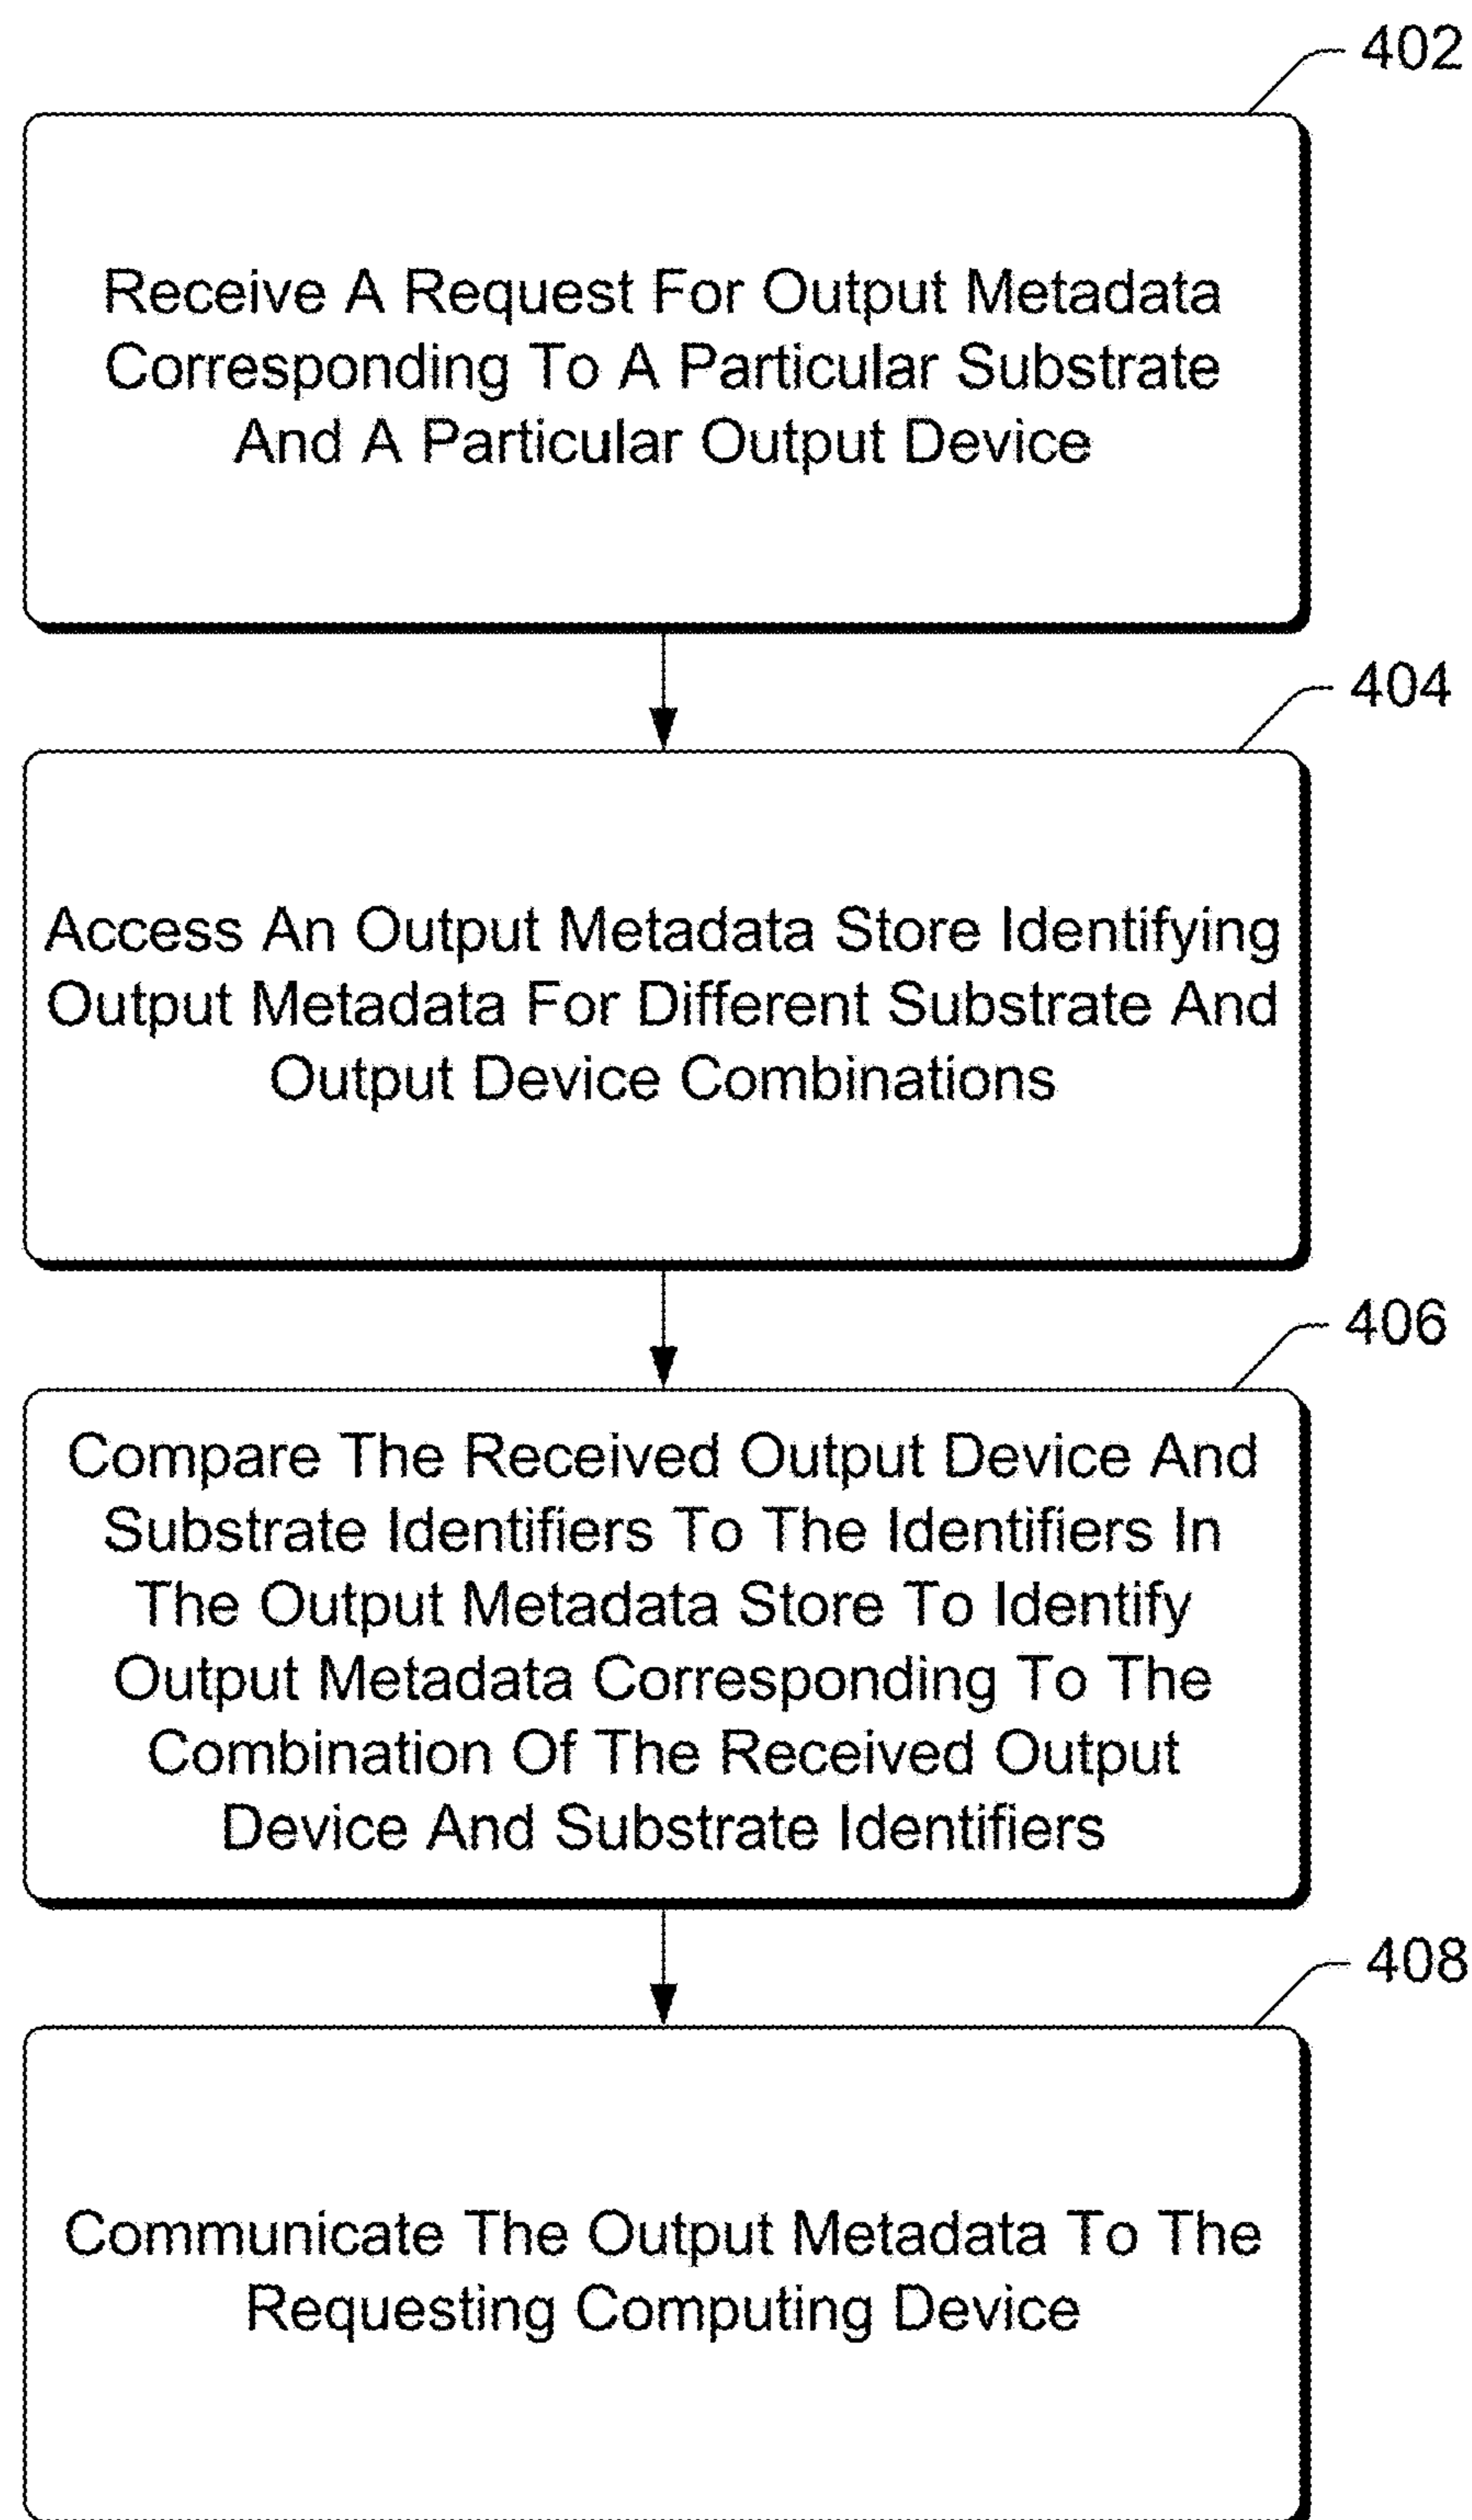 402
Receive A Request For Output Metadata
Corresponding To A Particular Substrate
And A Particular Output Device
404
Access An Output Metadata Store Identifying
Output Metadata For Different Substrate And
Output Device Combinations
406
Compare The Received Output Device And
Substrate Identifiers To The Identifiers In
The Output Metadata Store To Identify
Output Metadata Corresponding To The
Combination Of The Received Output
Device And Substrate Identifiers
408
Communicate The Output Metadata To The
Requesting Computing Device